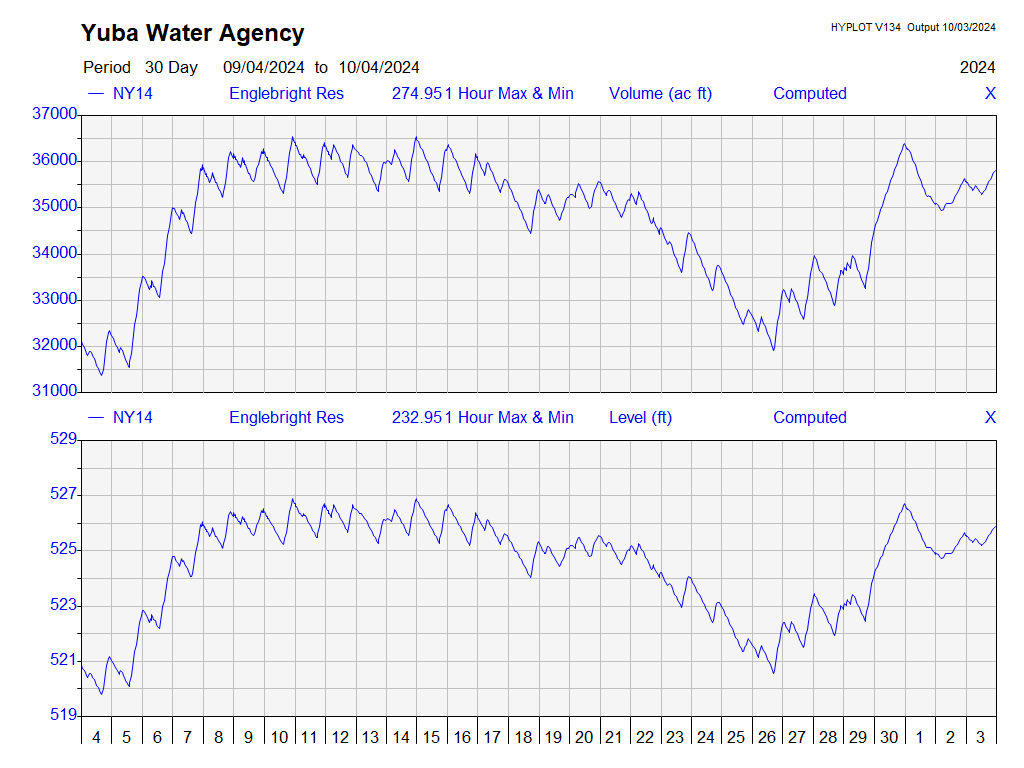 Yuba Water Agency
HYPLOT V134 Output 10/03/2024
Period 30 Day 09/04/2024 to 10/04/2024 2024
NY14 Englebright Res 274.951 Hour Max & Min Volume (ac ft) Computed X
37000
36000
35000
34000
33000
32000
31000
NY14 Englebright Res 232.951 Hour Max & Min Level (ft) Computed X
529
527
525
523
521
519
4 5 6 7 8 9 10 11 12 13 14 15 16 17 18 19 20 21 22 23 24 25 26 27 28 29 30 1 2 3